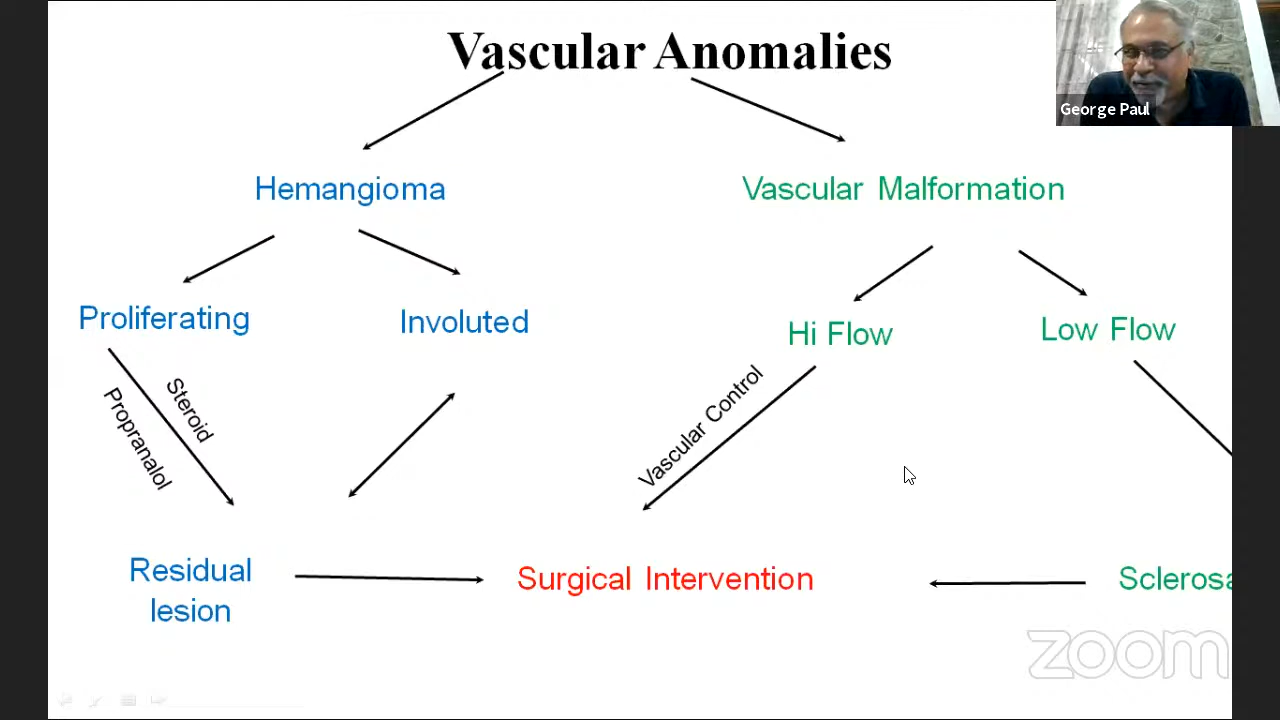 Vascular Anomalies
George Paul
Hemangioma
Vascular Malformation
Proliferating
Involuted
Hi Flow
Low Flow
Steroid
Propranalol
Vascular Control
Residual
lesion
Surgical Intervention
Sclerosa
zoom